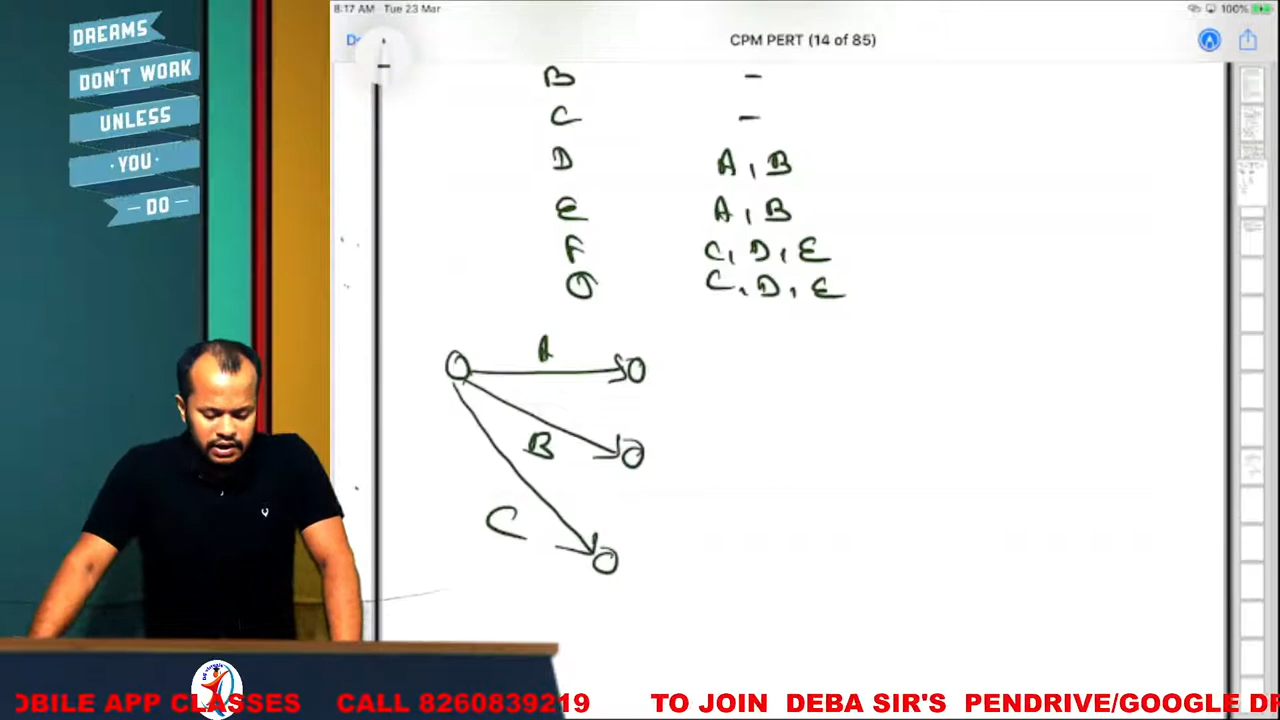 DREAMS
DON'T WORK
UNLESS
· YOU ·
— DO —
8:17 AM Tue 23 Mar
100%
CPM PERT (14 of 85)
B -
C -
D A, B
E A, B
F C, D, E
C, D, E
A
B
C
OBILE APP CLASSES CALL 8260839219 TO JOIN DEBA SIR'S PENDRIVE/GOOGLE